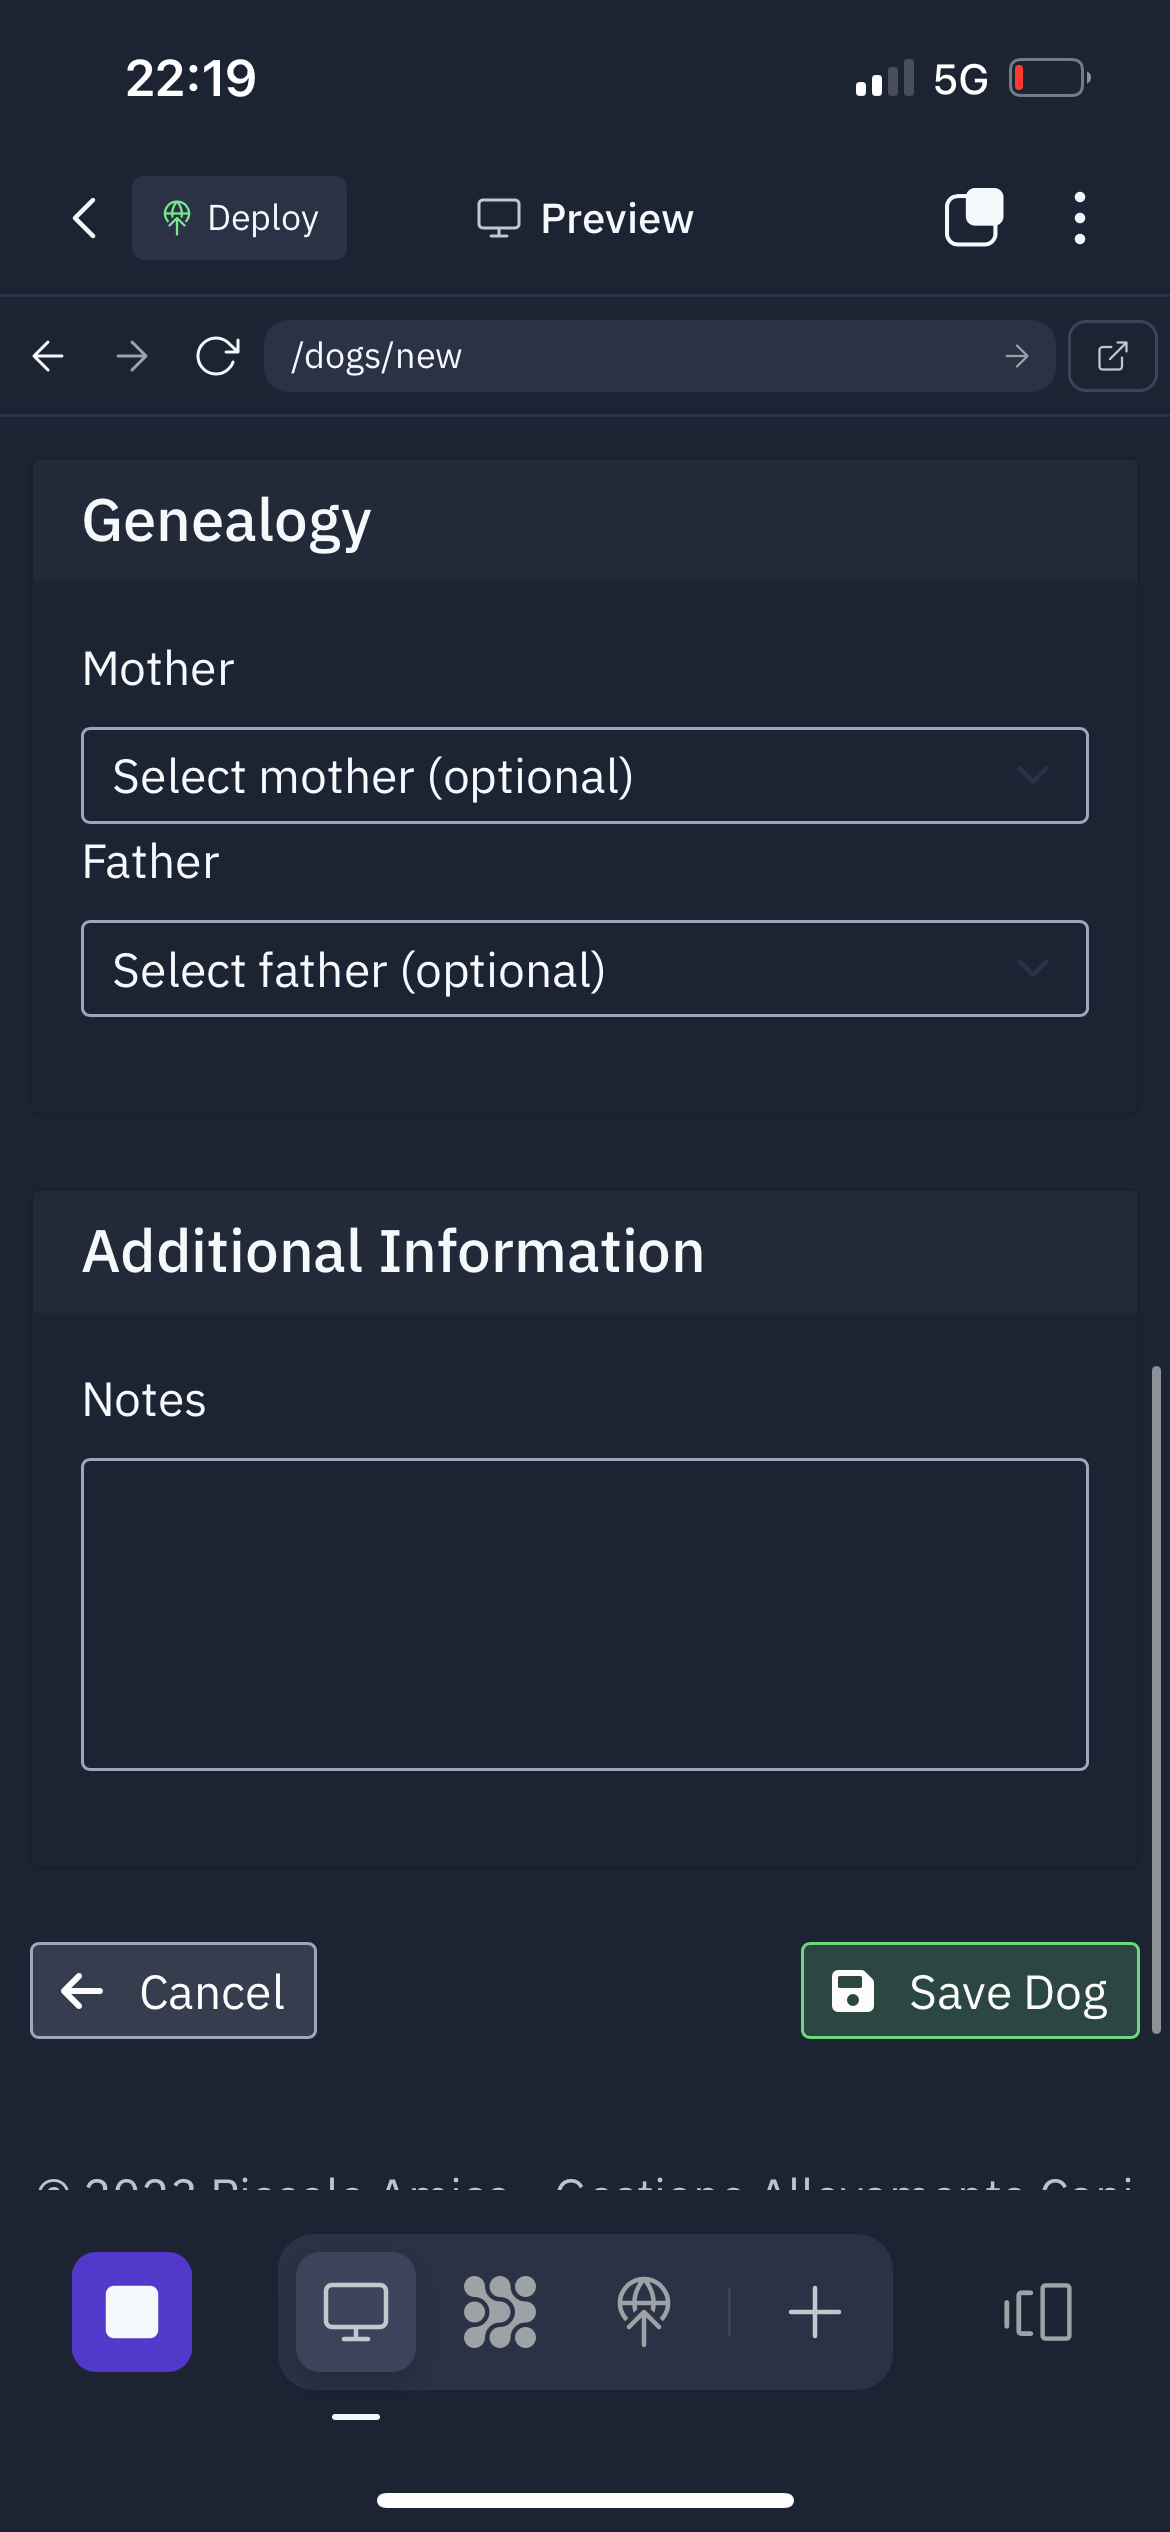 22:19
5G
Deploy
Preview
/dogs/new
Genealogy
Mother
Select mother (optional)
Father
Select father (optional)
Additional Information
Notes
Cancel
Save Dog